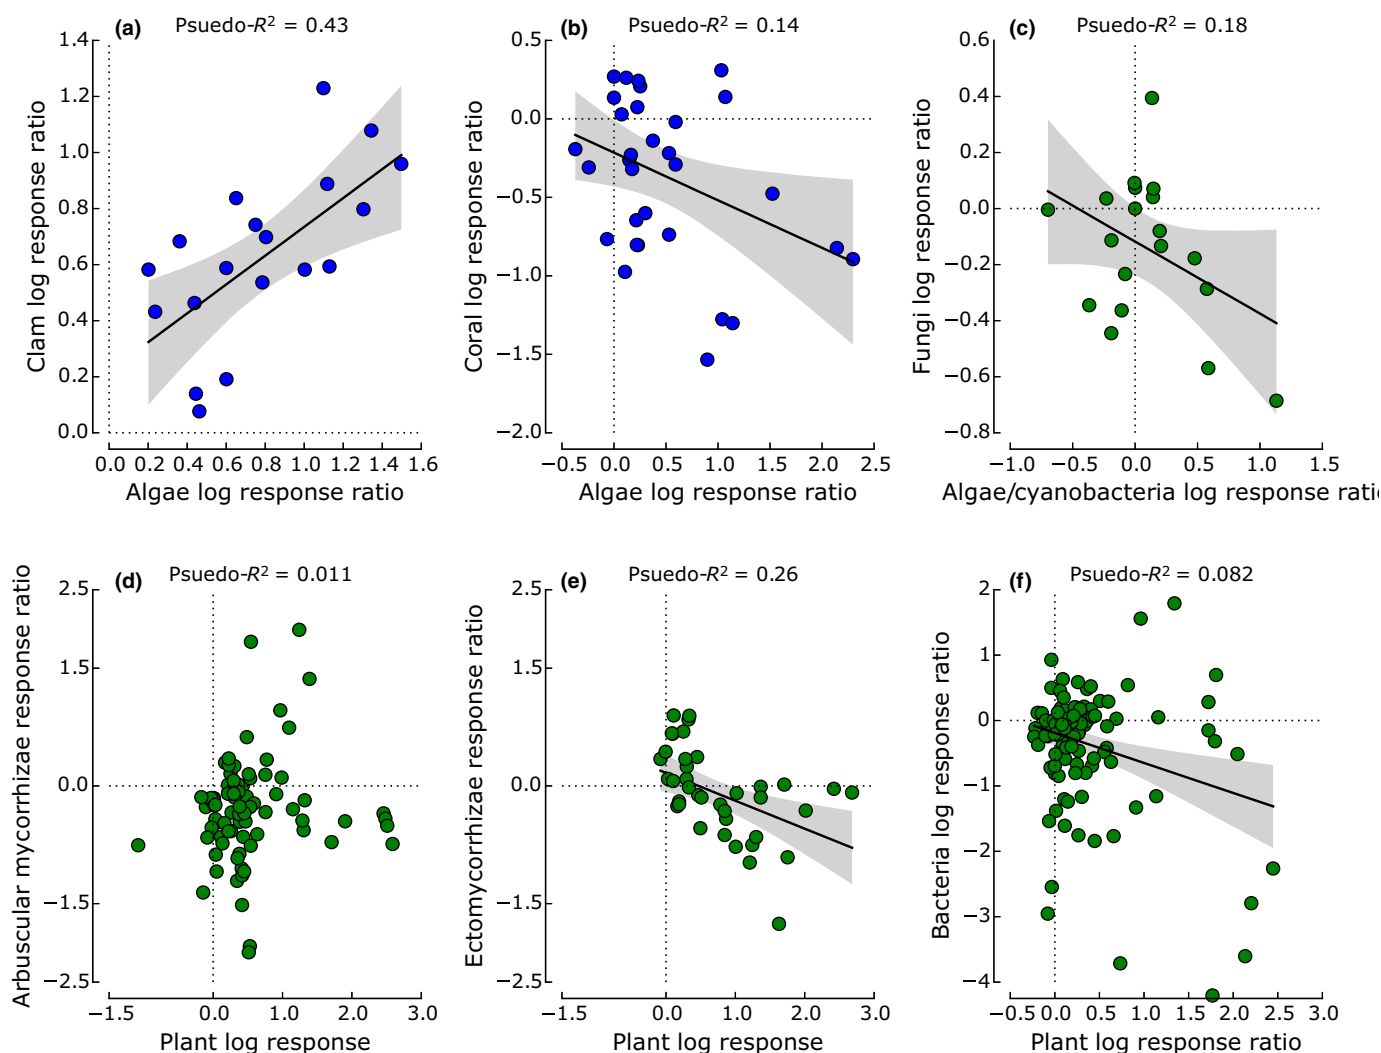 (a) Psuedo-R² = 0.43
1.4
1.2
1.0
0.8
0.6
0.4
0.2
0.0
Clam log response ratio
0.0 0.2 0.4 0.6 0.8 1.0 1.2 1.4 1.6
Algae log response ratio
(b) Psuedo-R² = 0.14
0.5
0.0
−0.5
−1.0
−1.5
−2.0
Coral log response ratio
−0.5 0.0 0.5 1.0 1.5 2.0 2.5
Algae log response ratio
(c) Psuedo-R² = 0.18
0.6
0.4
0.2
0.0
−0.2
−0.4
−0.6
−0.8
Fungi log response ratio
−1.0 −0.5 0.0 0.5 1.0 1.5
Algae/cyanobacteria log response ratio
(d) Psuedo-R² = 0.011
2.5
1.5
0.0
−1.5
−2.5
Arbuscular mycorrhizae response ratio
−1.5 0.0 1.0 2.0 3.0
Plant log response
(e) Psuedo-R² = 0.26
2.5
1.5
0.0
−1.5
−2.5
Ectomycorrhizae response ratio
−1.5 0.0 1.0 2.0 3.0
Plant log response
(f) Psuedo-R² = 0.082
2
1
0
−1
−2
−3
−4
Bacteria log response ratio
−0.5 0.0 0.5 1.0 1.5 2.0 2.5 3.0
Plant log response ratio